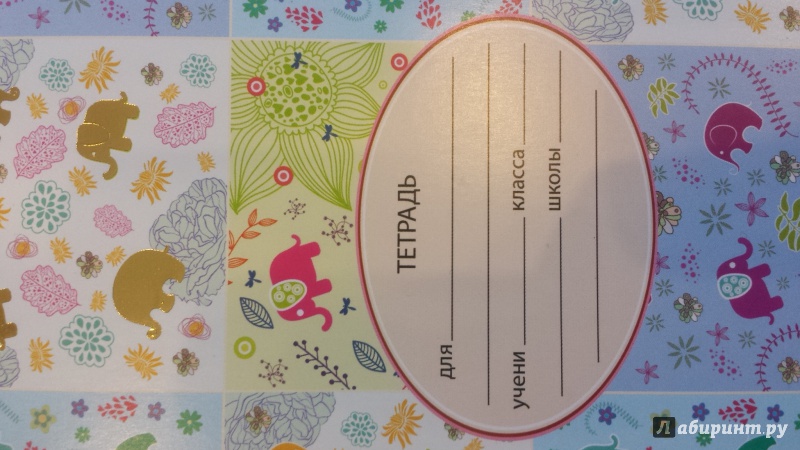 ТЕТРАДЬ
для
учени класса
школы
Лабиринт.ру